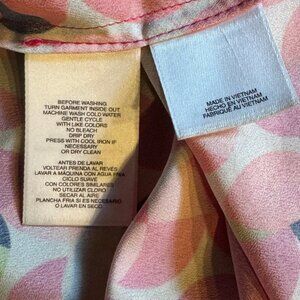 BEFORE WASHING
TURN GARMENT INSIDE OUT
MACHINE WASH COLD WATER
GENTLE CYCLE
WITH LIKE COLORS
NO BLEACH
DRIP DRY
PRESS WITH COOL IRON IF
NECESSARY
OR DRY CLEAN
ANTES DE LAVAR
VOLTEAR PRENDA AL REVES
LAVAR A MAQUINA CON AGUA FRIA
CICLO SUAVE
CON COLORES SIMILARES
NO UTILIZAR CLORO
SECAR AL AIRE
PLANCHA FRIA SI ES NECESARIO
O LAVAR EN SECO
MADE IN VIETNAM
HECHO EN VIETNAM
FABRIQUÉ AU VIETNAM